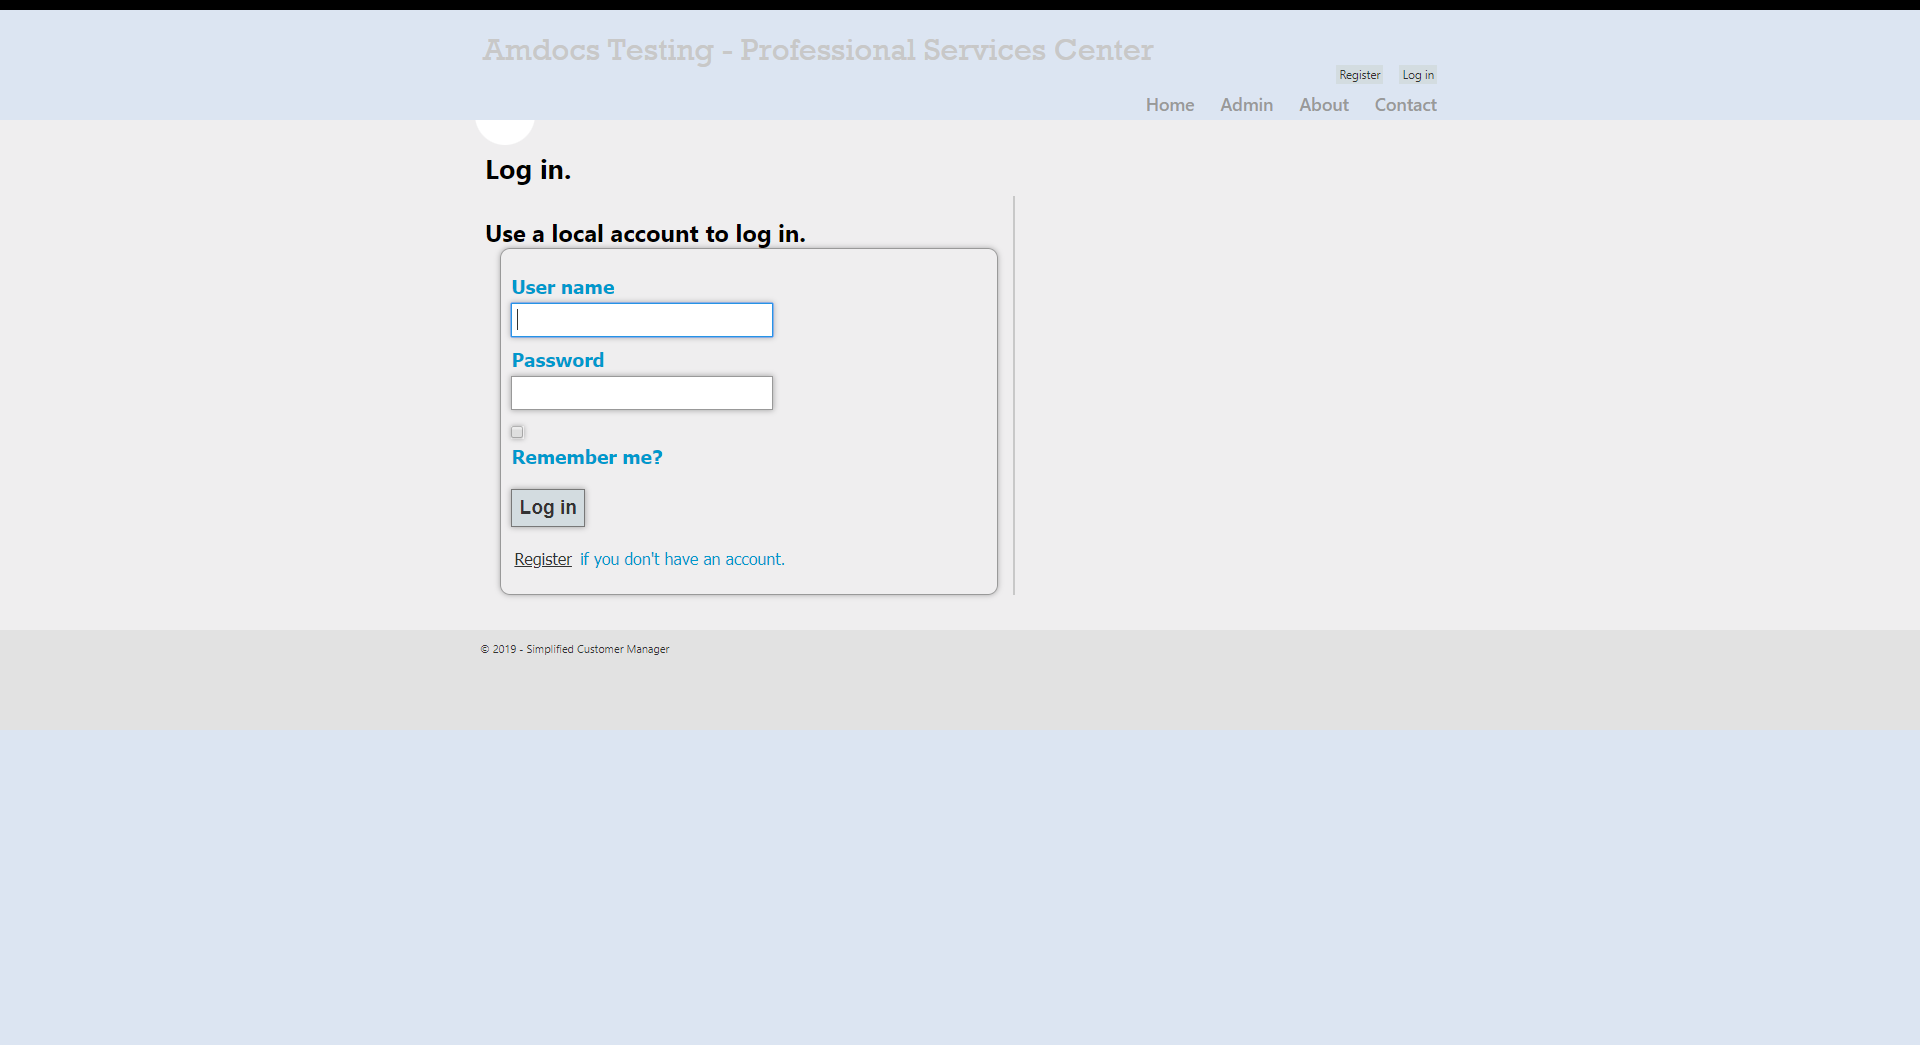 Amdocs Testing - Professional Services Center
Register Log in
Home Admin About Contact
Log in.
Use a local account to log in.
User name
Password
Remember me?
Log in
Register if you don't have an account.
© 2019 - Simplified Customer Manager